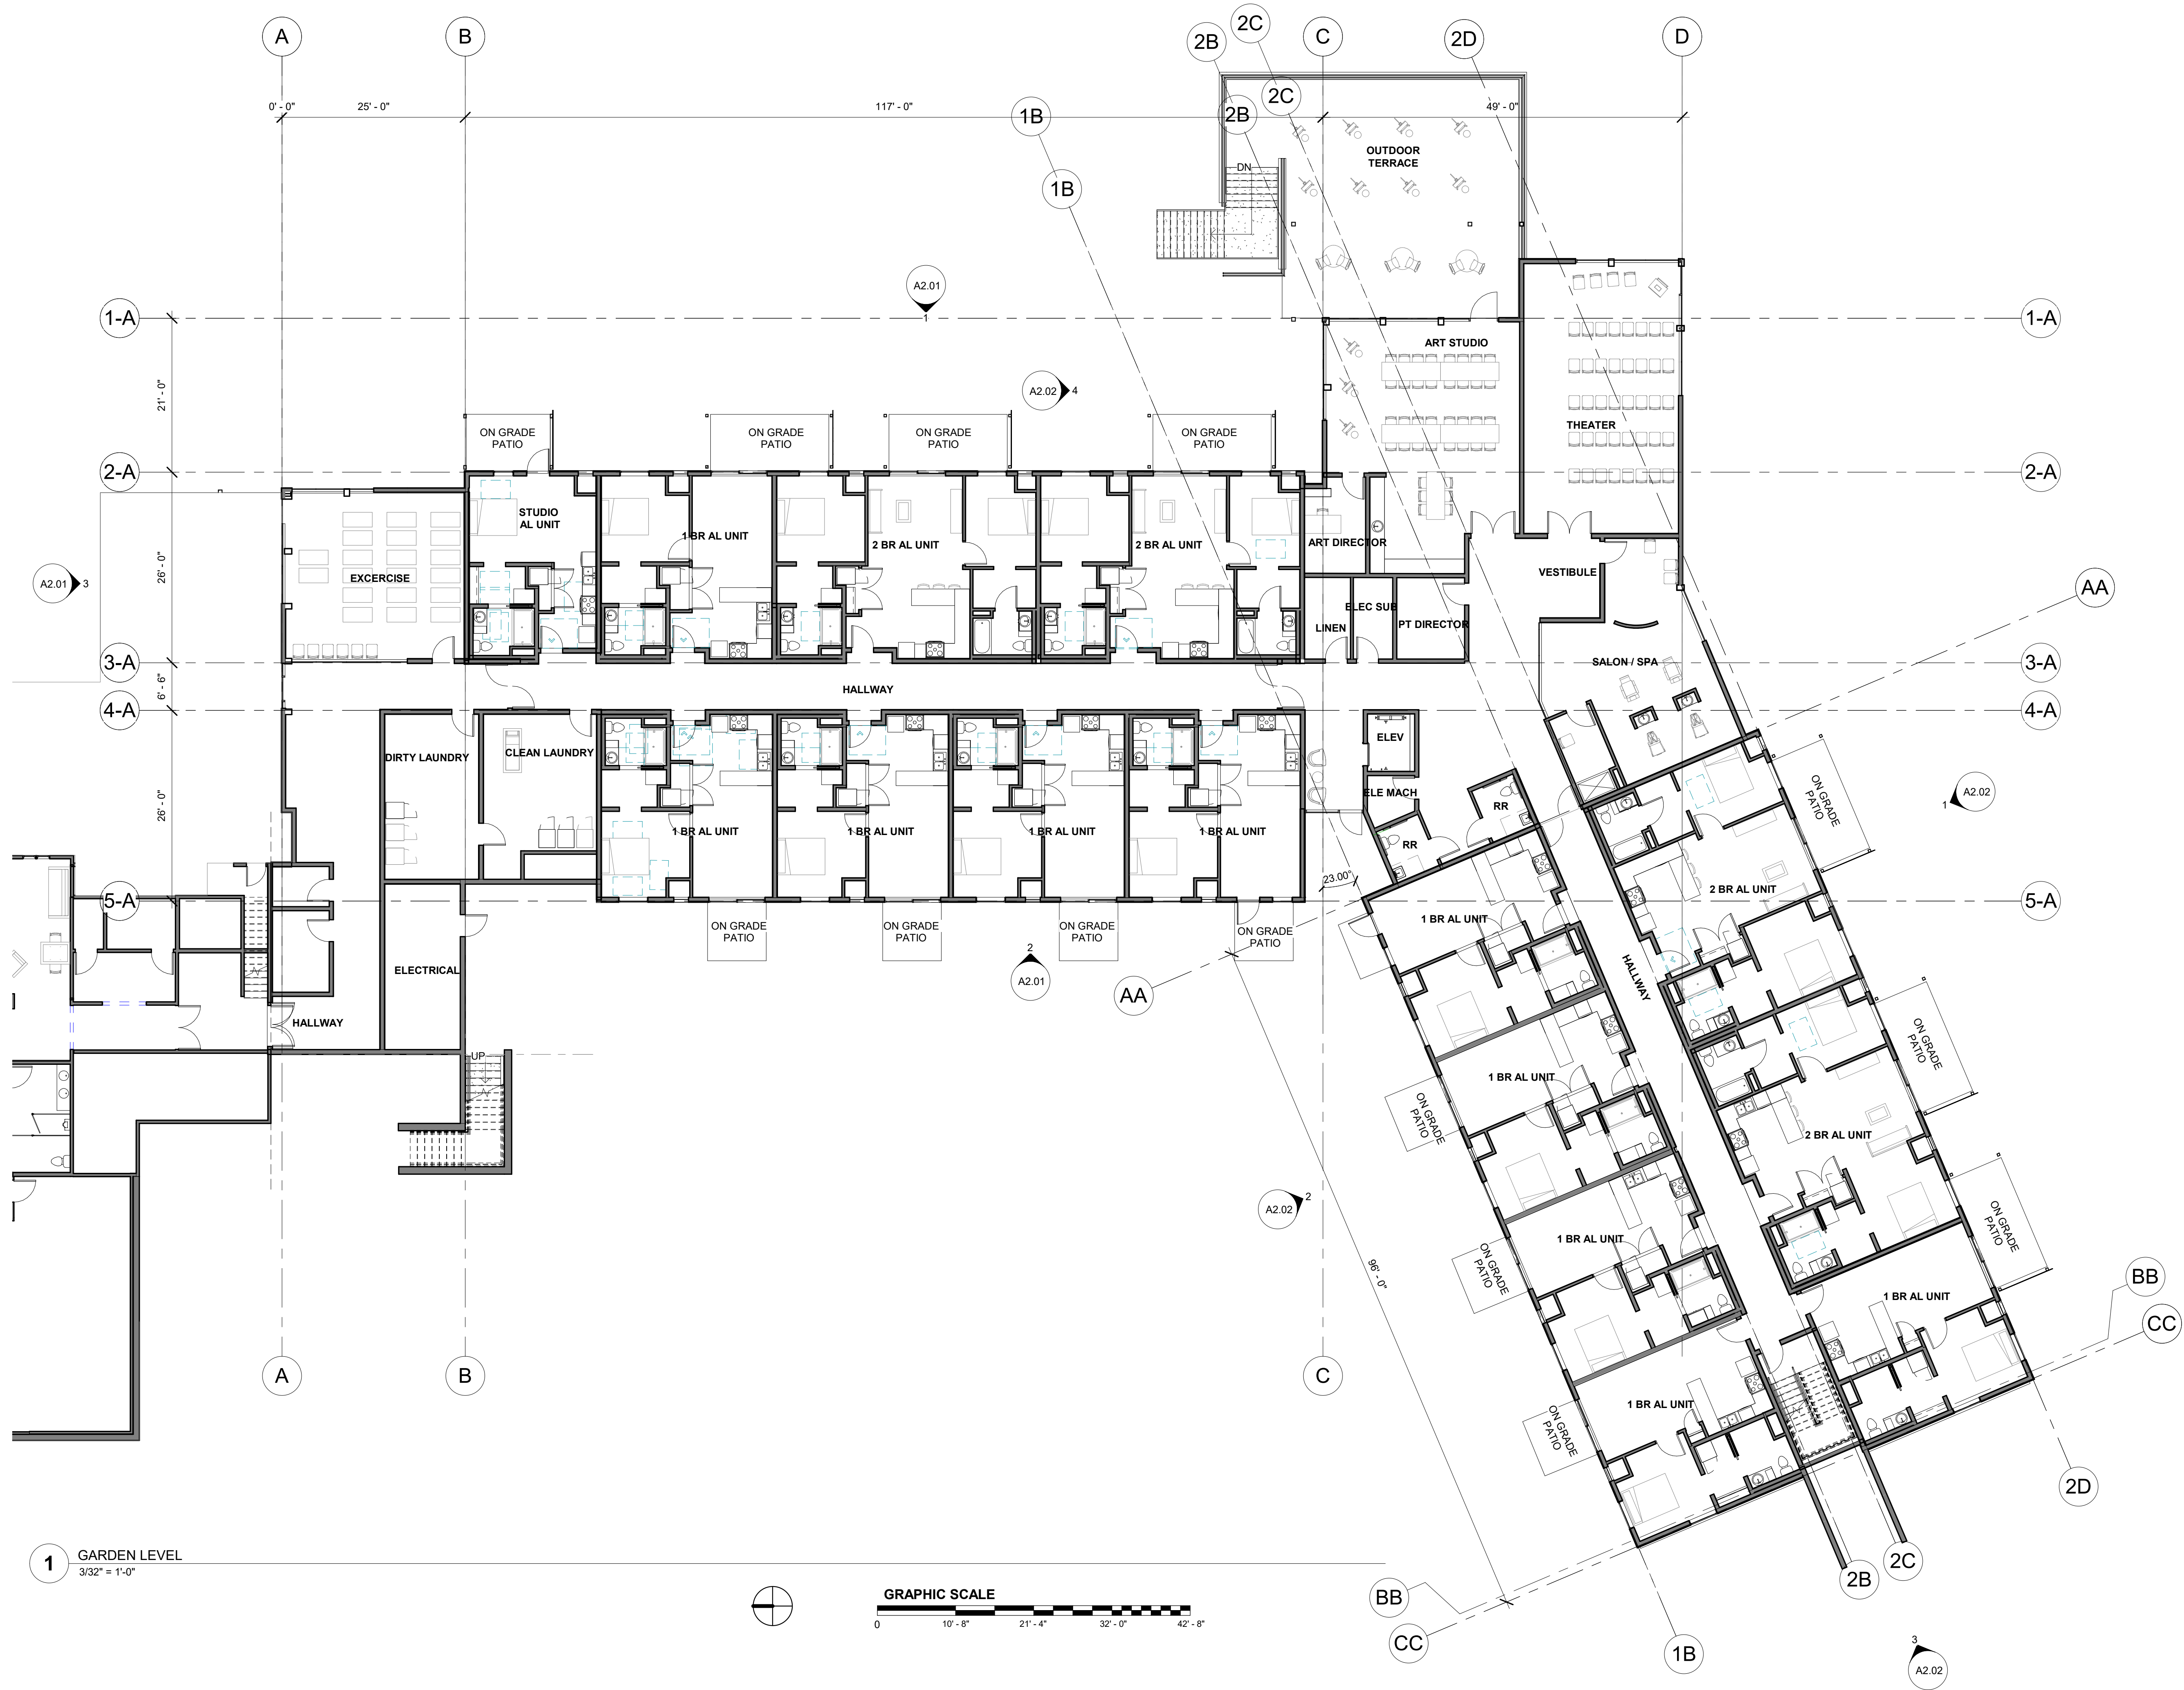 A
B
2B
2C
C
2D
D
0' - 0"
25' - 0"
117' - 0"
49' - 0"
1B
2B
2C
1B
OUTDOOR
TERRACE
DN
A2.01
1
1-A
1-A
ART STUDIO
A2.02
4
21' - 0"
THEATER
ON GRADE
PATIO
ON GRADE
PATIO
ON GRADE
PATIO
ON GRADE
PATIO
2-A
2-A
STUDIO
AL UNIT
1 BR AL UNIT
2 BR AL UNIT
2 BR AL UNIT
ART DIRECTOR
VESTIBULE
26' - 0"
A2.01
3
EXCERCISE
AA
ELEC SUB
LINEN
PT DIRECTOR
3-A
SALON / SPA
3-A
6' - 6"
HALLWAY
4-A
4-A
ELEV
DIRTY LAUNDRY
CLEAN LAUNDRY
ELE MACH
RR
RR
ON GRADE
PATIO
1
A2.02
26' - 0"
1 BR AL UNIT
1 BR AL UNIT
1 BR AL UNIT
1 BR AL UNIT
23.00°
2 BR AL UNIT
5-A
5-A
1 BR AL UNIT
ON GRADE
PATIO
ON GRADE
PATIO
ON GRADE
PATIO
ON GRADE
PATIO
2
A2.01
AA
ELECTRICAL
HALLWAY
HALLWAY
UP
ON GRADE
PATIO
1 BR AL UNIT
ON GRADE
PATIO
2 BR AL UNIT
A2.02
2
1 BR AL UNIT
ON GRADE
PATIO
ON GRADE
PATIO
96' - 0"
1 BR AL UNIT
BB
CC
A
B
C
1 BR AL UNIT
ON GRADE
PATIO
2D
1
GARDEN LEVEL
3/32" = 1'-0"
GRAPHIC SCALE
0
10' - 8"
21' - 4"
32' - 0"
42' - 8"
2B
2C
BB
CC
1B
3
A2.02